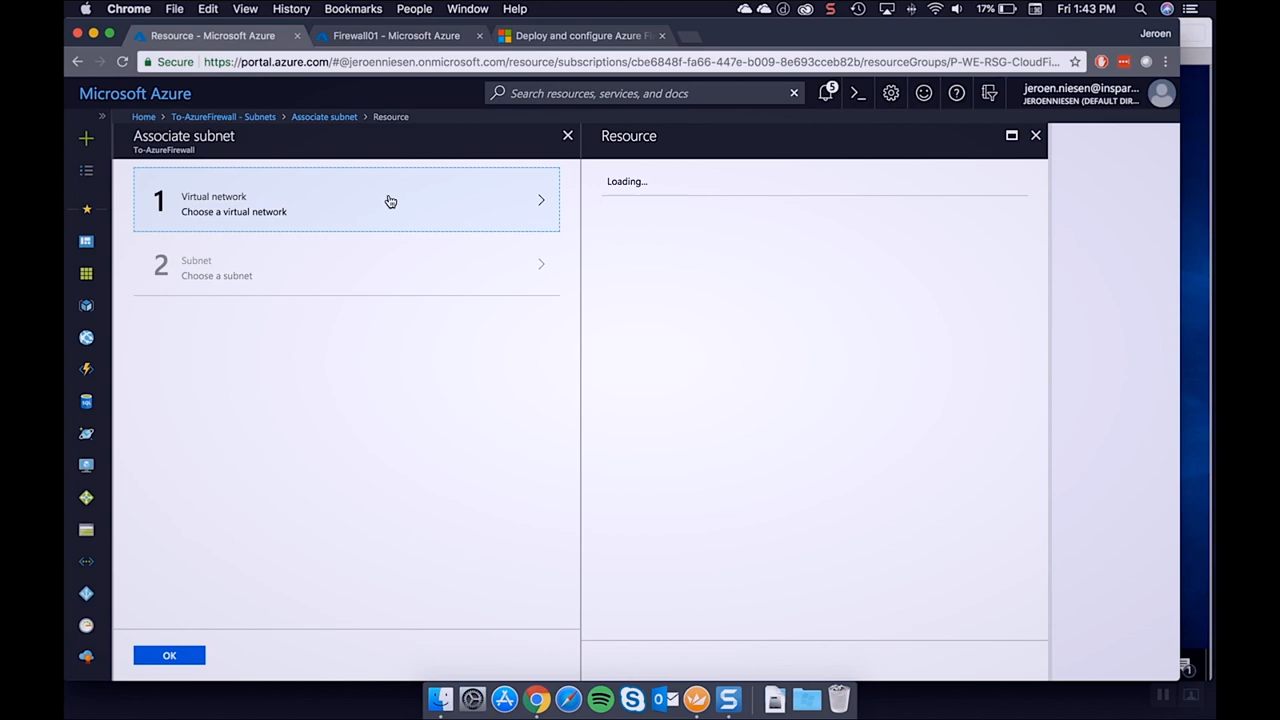 Chrome File Edit View History Bookmarks People Window Help 17% Fri 1:43 PM
Resource - Microsoft Azure Firewall01 - Microsoft Azure Deploy and configure Azure Fi Jeroen
Secure https://portal.azure.com/#@jeroenniesen.onmicrosoft.com/resource/subscriptions/cbe6848f-fa66-447e-b009-8e693cceb82b/resourceGroups/P-WE-RSG-CloudFi...
Microsoft Azure Search resources, services, and docs 5 jeroen.niesen@inspar...
JEROENNIESEN (DEFAULT DIR...
Home To-AzureFirewall - Subnets Associate subnet Resource
Associate subnet Resource
To-AzureFirewall
Loading...
1 Virtual network
Choose a virtual network
2 Subnet
Choose a subnet
SQL
OK
1